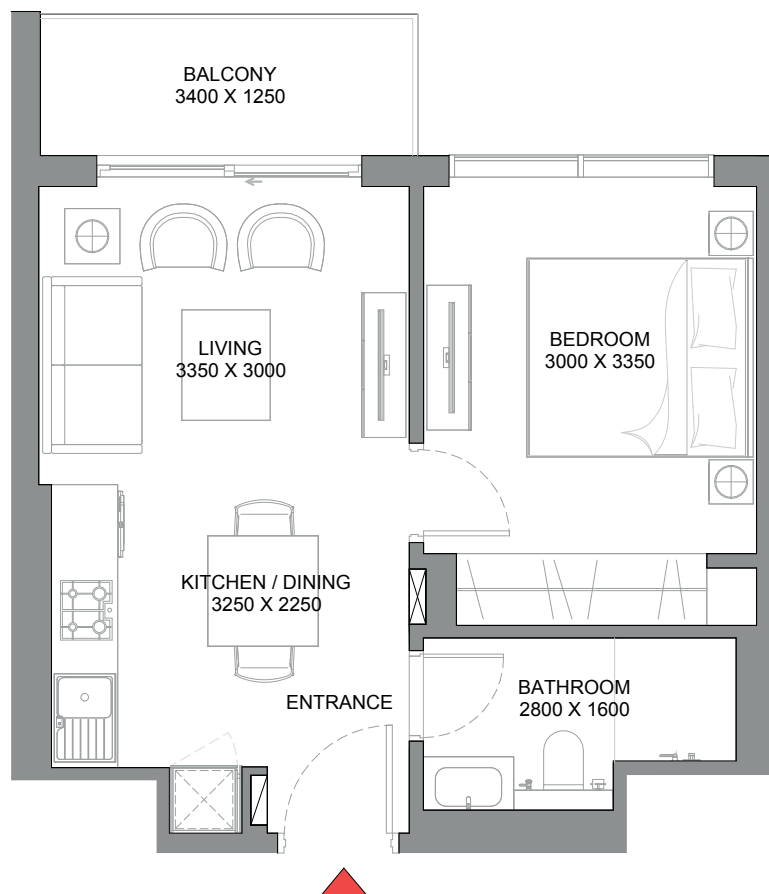 BALCONY
3400 X 1250
LIVING
3350 X 3000
BEDROOM
3000 X 3350
KITCHEN / DINING
3250 X 2250
ENTRANCE
BATHROOM
2800 X 1600